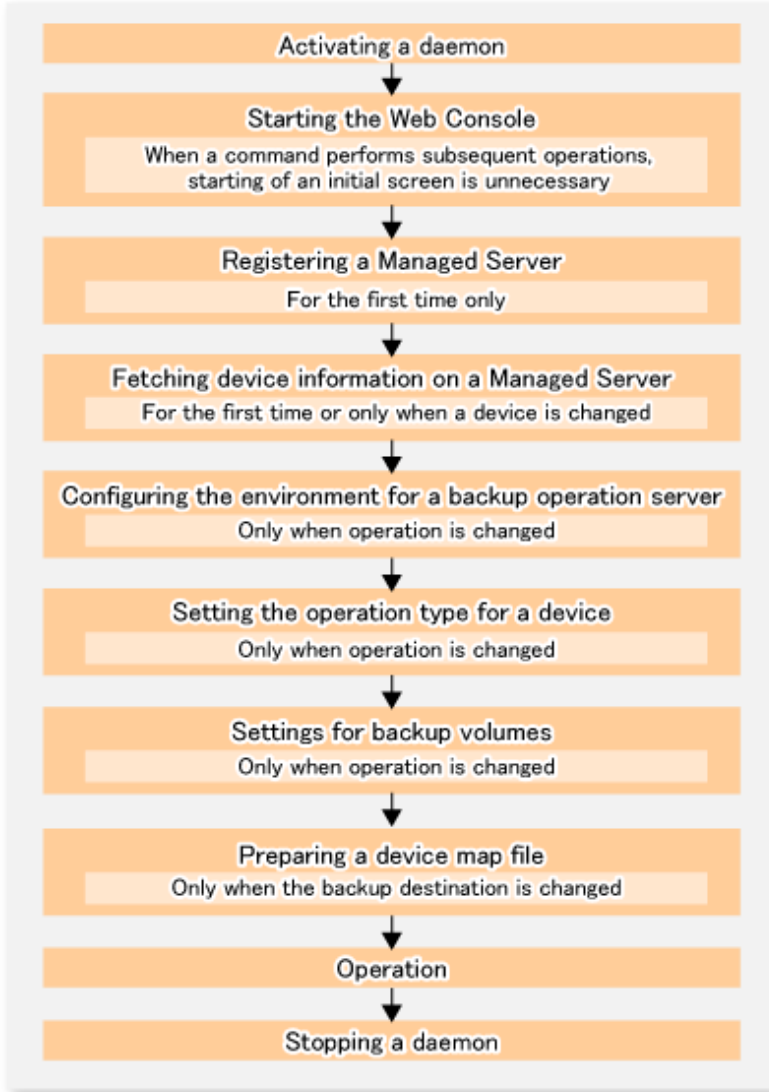 Activating a daemon
Starting the Web Console
When a command performs subsequent operations,
starting of an initial screen is unnecessary
Registering a Managed Server
For the first time only
Fetching device information on a Managed Server
For the first time or only when a device is changed
Configuring the environment for a backup operation server
Only when operation is changed
Setting the operation type for a device
Only when operation is changed
Settings for backup volumes
Only when operation is changed
Preparing a device map file
Only when the backup destination is changed
Operation
Stopping a daemon